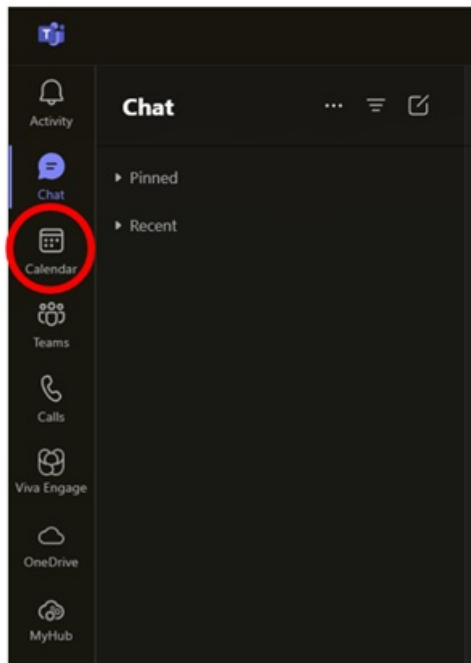 Activity
Chat
Chat
Pinned
Recent
Calendar
Teams
Calls
Viva Engage
OneDrive
MyHub